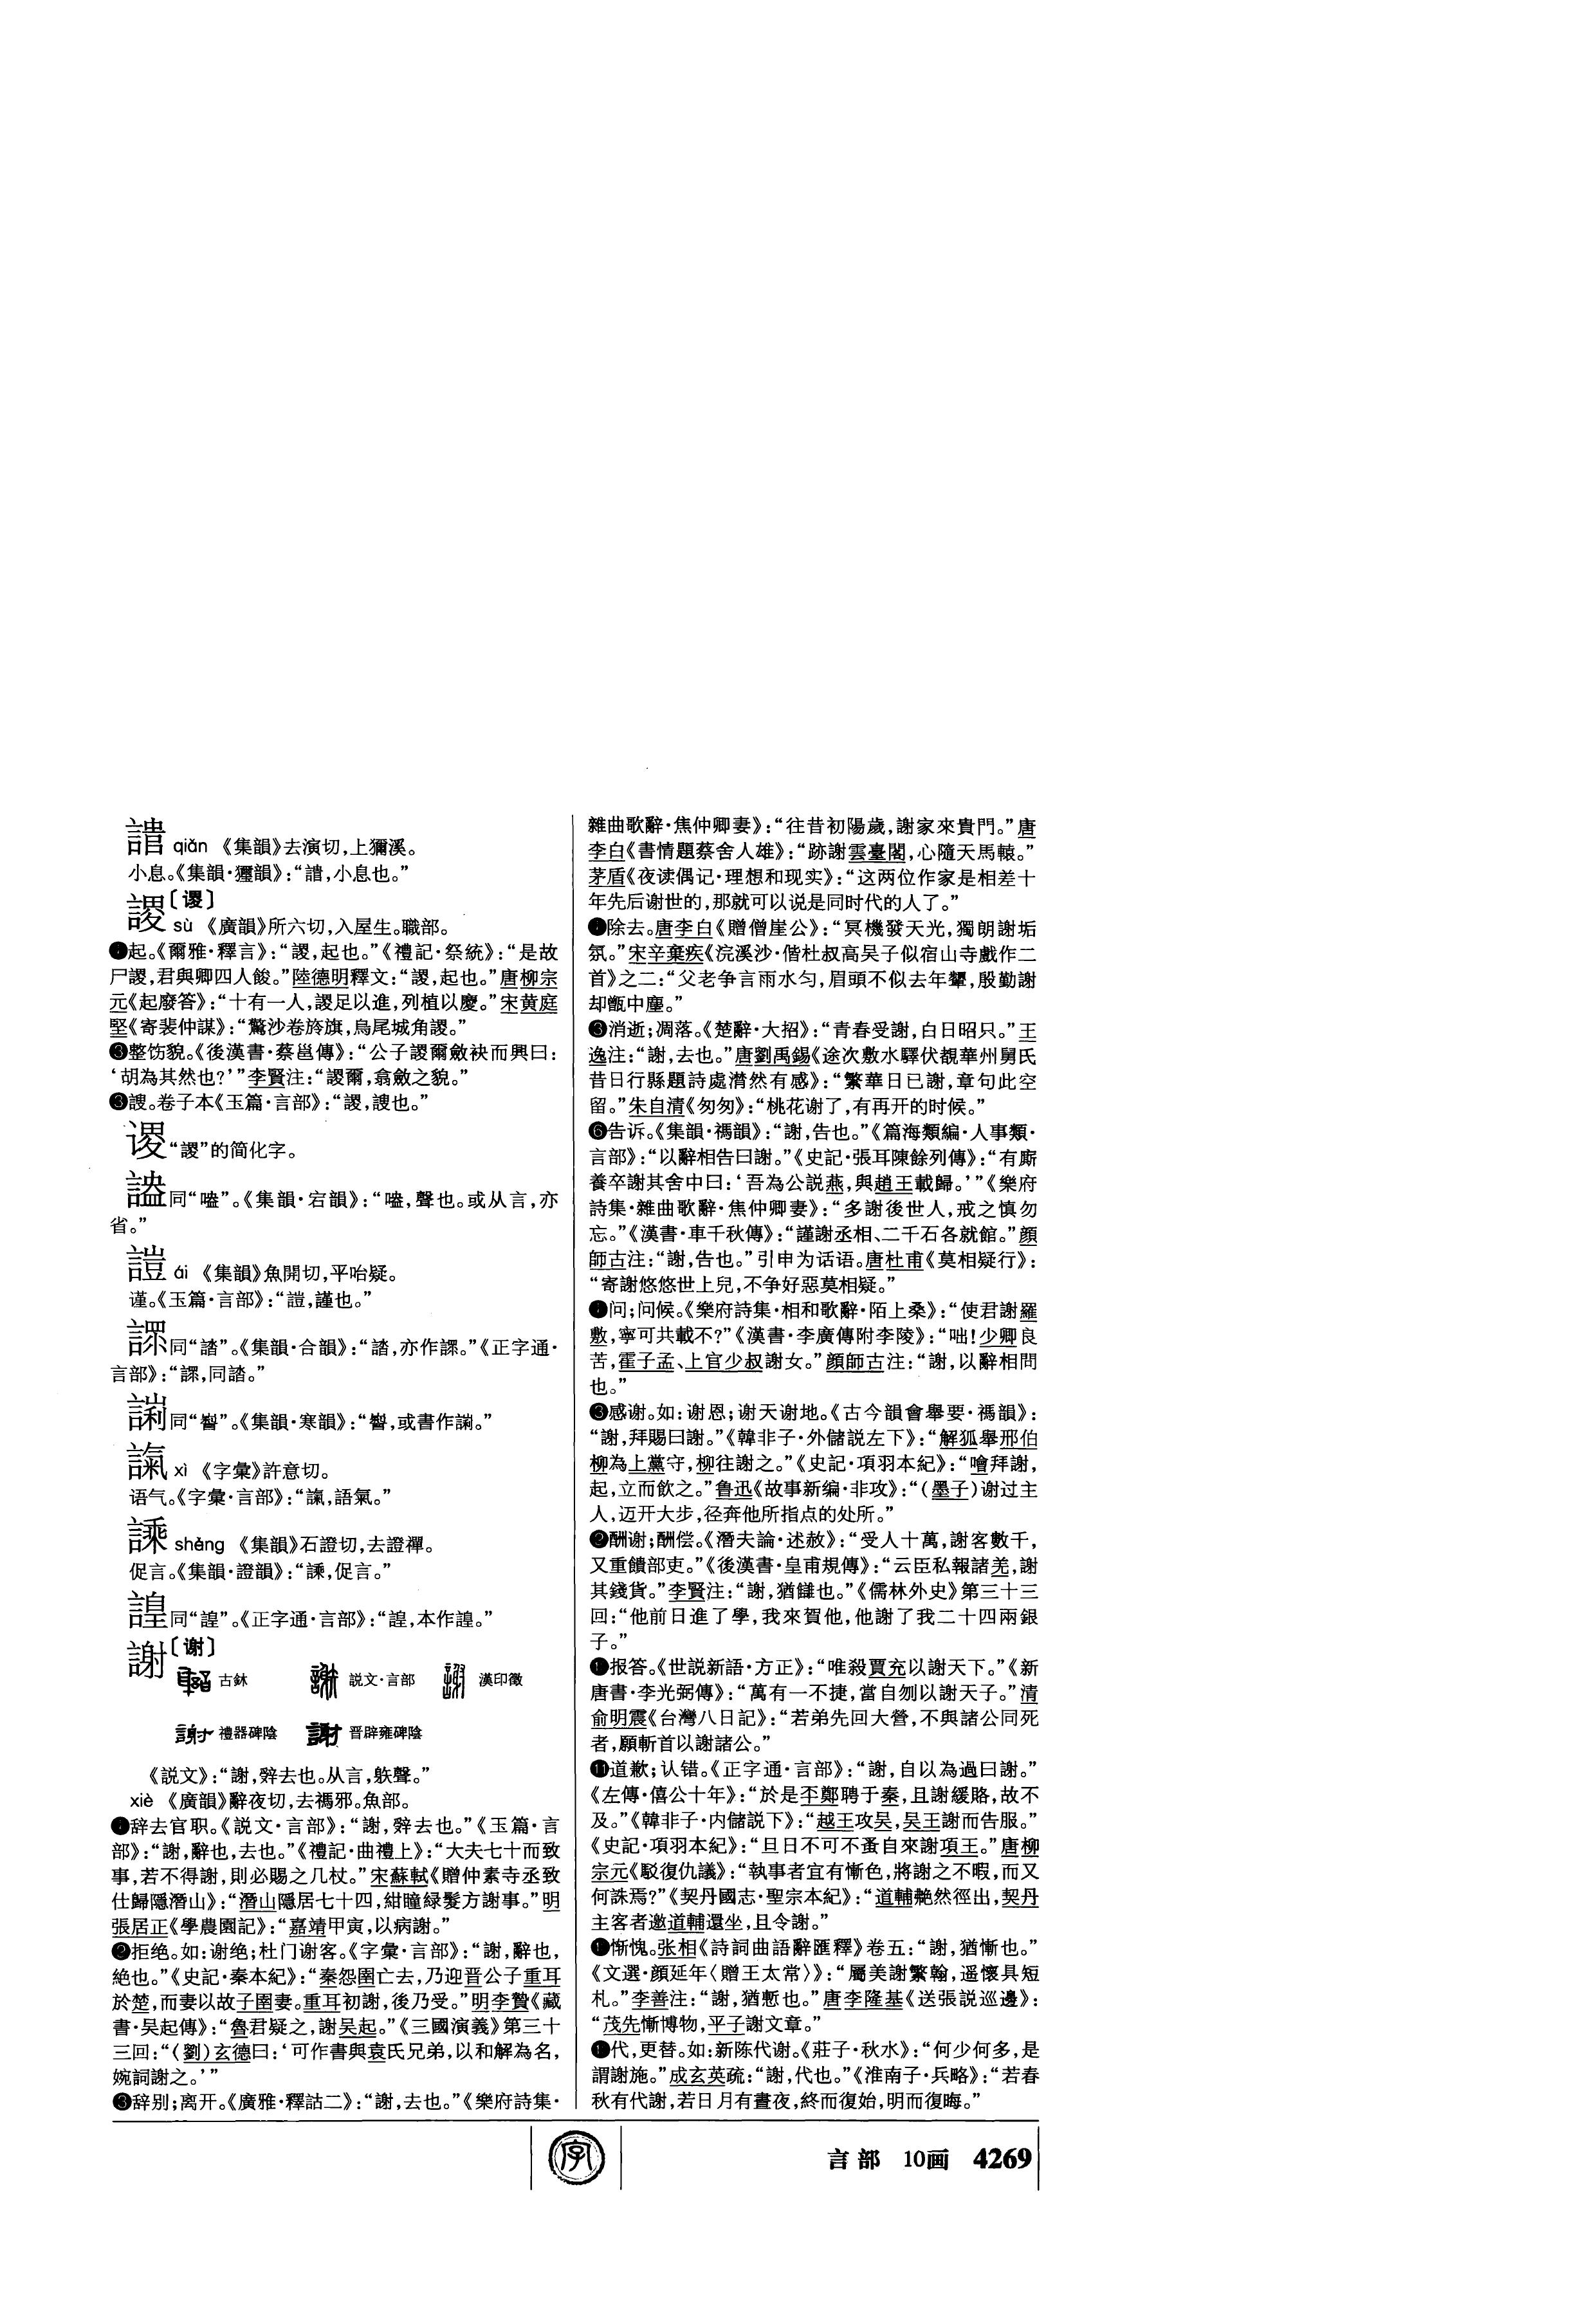 qiǎn 《集韻》去演切，上獮溪。
小息。《集韻·獮韻》：“𧪯，小息也。”
謖〔谡〕
sù 《廣韻》所六切，入屋生。職部。
❶起。《爾雅·釋言》：“謖，起也。”《禮記·祭統》：“是故
尸謖，君與卿四人餕。”陸德明釋文：“謖，起也。”唐柳宗
元《起廢答》：“十有一人，謖足以進，列植以慶。”宋黄庭
堅《寄裴仲謀》：“驚沙卷旍旗，烏尾城角謖。”
❷整饬貌。《後漢書·蔡邕傳》：“公子謖爾斂袂而興曰：
‘胡為其然也？’”李賢注：“謖爾，翕斂之貌。”
❸謏。卷子本《玉篇·言部》：“謖，謏也。”
谡“謖”的简化字。
同“嗑”。《集韻·宕韻》：“嗑，聲也。或从言，亦
省。”
ái 《集韻》魚開切，平咍疑。
谨。《玉篇·言部》：“䜕，謹也。”
同“誻”。《集韻·合韻》：“誻，亦作謎。”《正字通·
言部》：“，同誻。”
同“”。《集韻·寒韻》：“，或書作。”
xì 《字彙》許意切。
语气。《字彙·言部》：“，語氣。”
shèng 《集韻》石證切，去證禪。
促言。《集韻·證韻》：“，促言。”
諻同“諻”。《正字通·言部》：“諻，本作諻。”
謝〔谢〕
古鉥 説文·言部 漢印徵
禮器碑陰 晋辟雍碑陰
《説文》：“謝，辤去也。从言，䠶聲。”
xiè 《廣韻》辭夜切，去禡邪。魚部。
❶辞去官职。《説文·言部》：“謝，辤去也。”《玉篇·言
部》：“謝，辭也，去也。”《禮記·曲禮上》：“大夫七十而致
事，若不得謝，則必賜之几杖。”宋蘇軾《贈仲素寺丞致
仕歸隱潛山》：“潛山隱居七十四，紺瞳緑髮方謝事。”明
張居正《學農園記》：“嘉靖甲寅，以病謝。”
❷拒绝。如：谢绝；杜门谢客。《字彙·言部》：“謝，辭也，
絶也。”《史記·秦本紀》：“秦怨圉亡去，乃迎晋公子重耳
於楚，而妻以故子圉妻。重耳初謝，後乃受。”明李贄《藏
書·吴起傳》：“魯君疑之，謝吴起。”《三國演義》第三十
三回：“（劉）玄德曰：‘可作書與袁氏兄弟，以和解為名，
婉詞謝之。’”
❸辞别；离开。《廣雅·釋詁二》：“謝，去也。”《樂府詩集·
雜曲歌辭·焦仲卿妻》：“往昔初陽歲，謝家來貴門。”唐
李白《書情題蔡舍人雄》：“跡謝雲臺閣，心隨天馬轅。”
茅盾《夜读偶记·理想和现实》：“这两位作家是相差十
年先后谢世的，那就可以说是同时代的人了。”
❹除去。唐李白《贈僧崖公》：“冥機發天光，獨朗謝垢
氛。”宋辛棄疾《浣溪沙·偕杜叔高吴子似宿山寺戲作二
首》之二：“父老争言雨水匀，眉頭不似去年顰，殷勤謝
却甑中塵。”
❺消逝；凋落。《楚辭·大招》：“青春受謝，白日昭只。”王
逸注：“謝，去也。”唐劉禹錫《途次敷水驛伏覩華州舅氏
昔日行縣題詩處潸然有感》：“繁華日已謝，章句此空
留。”朱自清《匆匆》：“桃花谢了，有再开的时候。”
❻告诉。《集韻·禡韻》：“謝，告也。”《篇海類編·人事類·
言部》：“以辭相告曰謝。”《史記·張耳陳餘列傳》：“有廝
養卒謝其舍中曰：‘吾為公説燕，與趙王載歸。’”《樂府
詩集·雜曲歌辭·焦仲卿妻》：“多謝後世人，戒之慎勿
忘。”《漢書·車千秋傳》：“謹謝丞相、二千石各就館。”顔
師古注：“謝，告也。”引申为话语。唐杜甫《莫相疑行》：
“寄謝悠悠世上兒，不争好惡莫相疑。”
❼问；问候。《樂府詩集·相和歌辭·陌上桑》：“使君謝羅
敷，寧可共載不？”《漢書·李廣傳附李陵》：“咄！少卿良
苦，霍子孟、上官少叔謝女。”顔師古注：“謝，以辭相問
也。”
❽感谢。如：谢恩；谢天谢地。《古今韻會舉要·禡韻》：
“謝，拜賜曰謝。”《韓非子·外儲説左下》：“解狐舉邢伯
柳為上黨守，柳往謝之。”《史記·項羽本紀》：“噲拜謝，
起，立而飲之。”鲁迅《故事新编·非攻》：“（墨子）谢过主
人，迈开大步，径奔他所指点的处所。”
❾酬谢；酬偿。《潛夫論·述赦》：“受人十萬，謝客數千，
又重饋部吏。”《後漢書·皇甫規傳》：“云臣私報諸羌，謝
其錢貨。”李賢注：“謝，猶讎也。”《儒林外史》第三十三
回：“他前日進了學，我來賀他，他謝了我二十四兩銀
子。”
❿报答。《世説新語·方正》：“唯殺賈充以謝天下。”《新
唐書·李光弼傳》：“萬有一不捷，當自刎以謝天子。”清
俞明震《台灣八日記》：“若弟先回大營，不與諸公同死
者，願斬首以謝諸公。”
⓫道歉；认错。《正字通·言部》：“謝，自以為過曰謝。”
《左傳·僖公十年》：“於是丕鄭聘于秦，且謝緩賂，故不
及。”《韓非子·内儲説下》：“越王攻吴，吴王謝而告服。”
《史記·項羽本紀》：“旦日不可不蚤自來謝項王。”唐柳
宗元《駁復仇議》：“執事者宜有慚色，將謝之不暇，而又
何誅焉？”《契丹國志·聖宗本紀》：“道輔艴然徑出，契丹
主客者邀道輔還坐，且令謝。”
⓬惭愧。张相《詩詞曲語辭匯釋》卷五：“謝，猶慚也。”
《文選·顔延年〈贈王太常〉》：“屬美謝繁翰，遥懷具短
札。”李善注：“謝，猶慙也。”唐李隆基《送張説巡邊》：
“茂先慚博物，平子謝文章。”
⓭代，更替。如：新陈代谢。《莊子·秋水》：“何少何多，是
謂謝施。”成玄英疏：“謝，代也。”《淮南子·兵略》：“若春
秋有代謝，若日月有晝夜，終而復始，明而復晦。”
字
言部 10画 4269